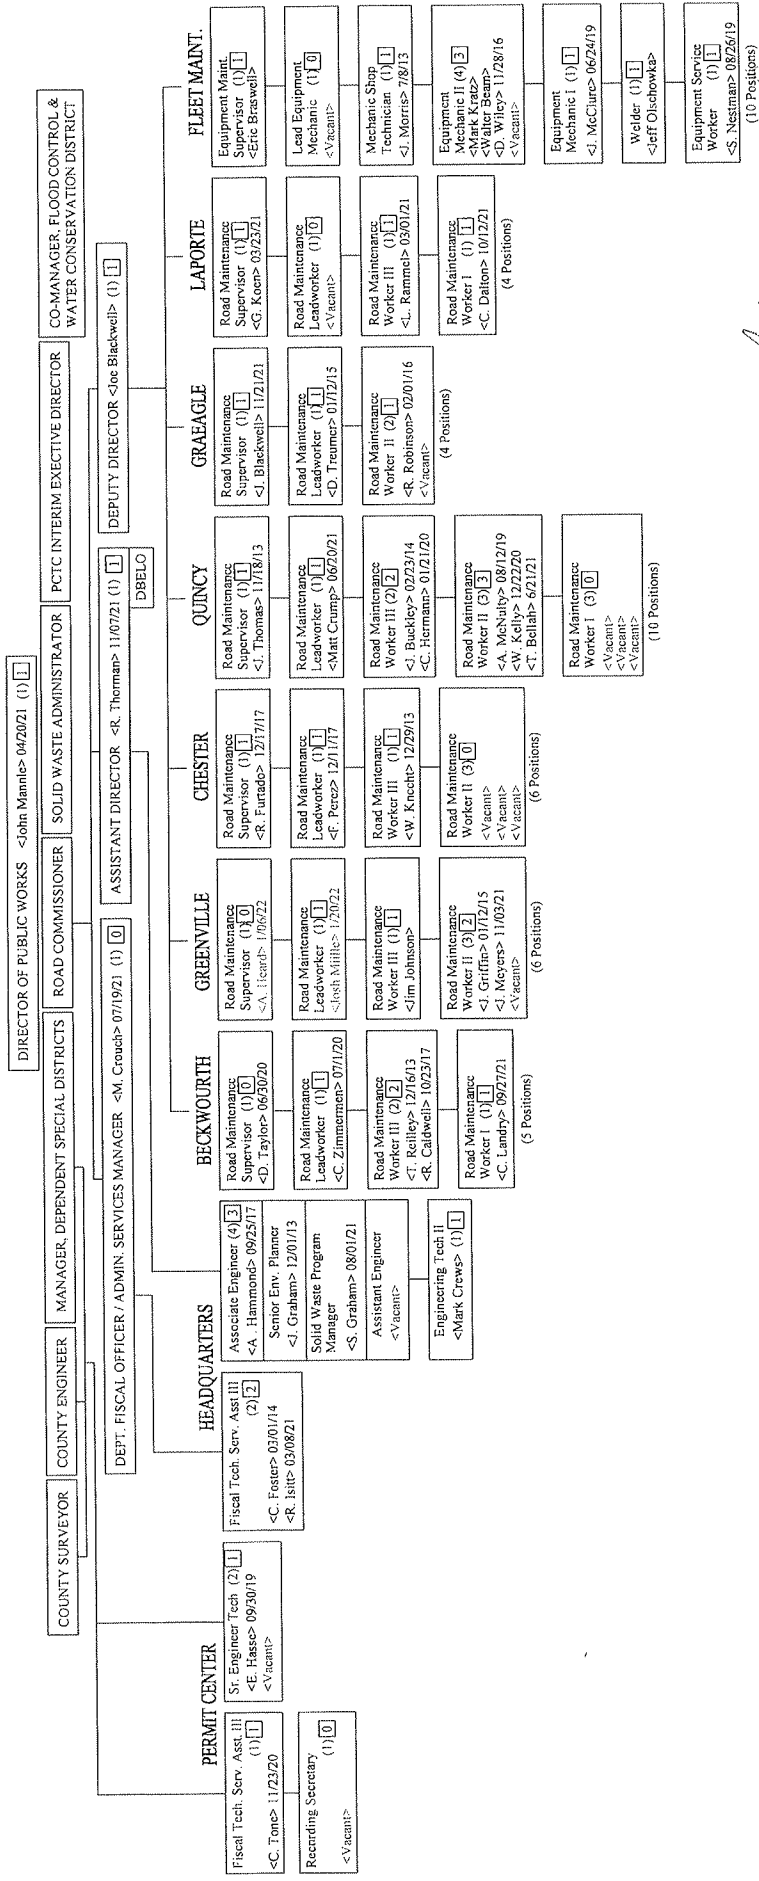 DIRECTOR OF PUBLIC WORKS <John Mannle> 04/20/21 (1) 1
COUNTY SURVEYOR
COUNTY ENGINEER
MANAGER, DEPENDENT SPECIAL DISTRICTS
ROAD COMMISSIONER
SOLID WASTE ADMINISTRATOR
PCTC INTERIM EXECTIVE DIRECTOR
CO-MANAGER, FLOOD CONTROL &
WATER CONSERVATION DISTRICT
DEPT. FISCAL OFFICER / ADMIN. SERVICES MANAGER <M. Crouch> 07/19/21 (1) 0
ASSISTANT DIRECTOR <R. Thorman> 11/07/21 (1) 1
DBELO
DEPUTY DIRECTOR <Joe Blackwell> (1) 1
PERMIT CENTER
Fiscal Tech. Serv. Asst. III
(1) 1
<C. Tone> 11/23/20
Recording Secretary
(1) 0
<Vacant>
Sr. Engineer Tech (2) 1
<E. Hasse> 09/30/19
<Vacant>
HEADQUARTERS
Fiscal Tech. Serv. Asst III
(2) 2
<C. Foster> 03/01/14
<R. Isitt> 03/08/21
Associate Engineer (4) 3
<A. Hammond> 09/25/17
Senior Env. Planner
<J. Graham> 12/01/13
Solid Waste Program
Manager
<S. Graham> 08/01/21
Assistant Engineer
<Vacant>
Engineering Tech II
<Mark Crews> (1) 1
BECKWOURTH
Road Maintenance
Supervisor (1) 0
<D. Taylor> 06/30/20
Road Maintenance
Leadworker (1) 1
<C. Zimmermen> 07/1/20
Road Maintenance
Worker III (2) 2
<T. Reilley> 12/16/13
<R. Caldwell> 10/23/17
Road Maintenance
Worker I (1) 1
<C. Landry> 09/27/21
(5 Positions)
GREENVILLE
Road Maintenance
Supervisor (1) 0
<A. Heard> 1/06/22
Road Maintenance
Leadworker (1) 1
<Josh Miille> 1/20/22
Road Maintenance
Worker III (1) 1
<Jim Johnson>
Road Maintenance
Worker II (3) 2
<J. Griffin> 01/12/15
<J. Meyers> 11/03/21
<Vacant>
(6 Positions)
CHESTER
Road Maintenance
Supervisor (1) 1
<R. Furtado> 12/17/17
Road Maintenance
Leadworker (1) 1
<F. Perez> 12/11/17
Road Maintenance
Worker III (1) 1
<W. Knecht> 12/29/13
Road Maintenance
Worker II (3) 0
<Vacant>
<Vacant>
<Vacant>
(6 Positions)
QUINCY
Road Maintenance
Supervisor (1) 1
<J. Thomas> 11/18/13
Road Maintenance
Leadworker (1) 1
<Matt Crump> 06/20/21
Road Maintenance
Worker III (2) 2
<J. Buckley> 02/23/14
<C. Hermann> 01/21/20
Road Maintenance
Worker II (3) 3
<A. McNulty> 08/12/19
<W. Kelly> 12/22/20
<T. Bellah> 6/21/21
Road Maintenance
Worker I (3) 0
<Vacant>
<Vacant>
<Vacant>
(10 Positions)
GRAEAGLE
Road Maintenance
Supervisor (1) 1
<J. Blackwell> 11/21/21
Road Maintenance
Leadworker (1) 1
<D. Treumer> 01/12/15
Road Maintenance
Worker II (2) 1
<R. Robinson> 02/01/16
<Vacant>
(4 Positions)
LAPORTE
Road Maintenance
Supervisor (1) 1
<G. Koen> 03/23/21
Road Maintenance
Leadworker (1) 0
<Vacant>
Road Maintenance
Worker III (1) 1
<L. Rammel> 03/01/21
Road Maintenance
Worker I (1) 1
<C. Dalton> 10/12/21
(4 Positions)
FLEET MAINT.
Equipment Maint.
Supervisor (1) 1
<Eric Braswell>
Lead Equipment
Mechanic (1) 0
<Vacant>
Mechanic Shop
Technician (1) 1
<J. Morris> 7/8/13
Equipment
Mechanic II (4) 3
<Mark Kratz>
<Walter Beam>
<D. Wiley> 11/28/16
<Vacant>
Equipment
Mechanic I (1) 1
<J. McClure> 06/24/19
Welder (1) 1
<Jeff Olschowka>
Equipment Service
Worker (1) 1
<S. Nestman> 08/26/19
(10 Positions)